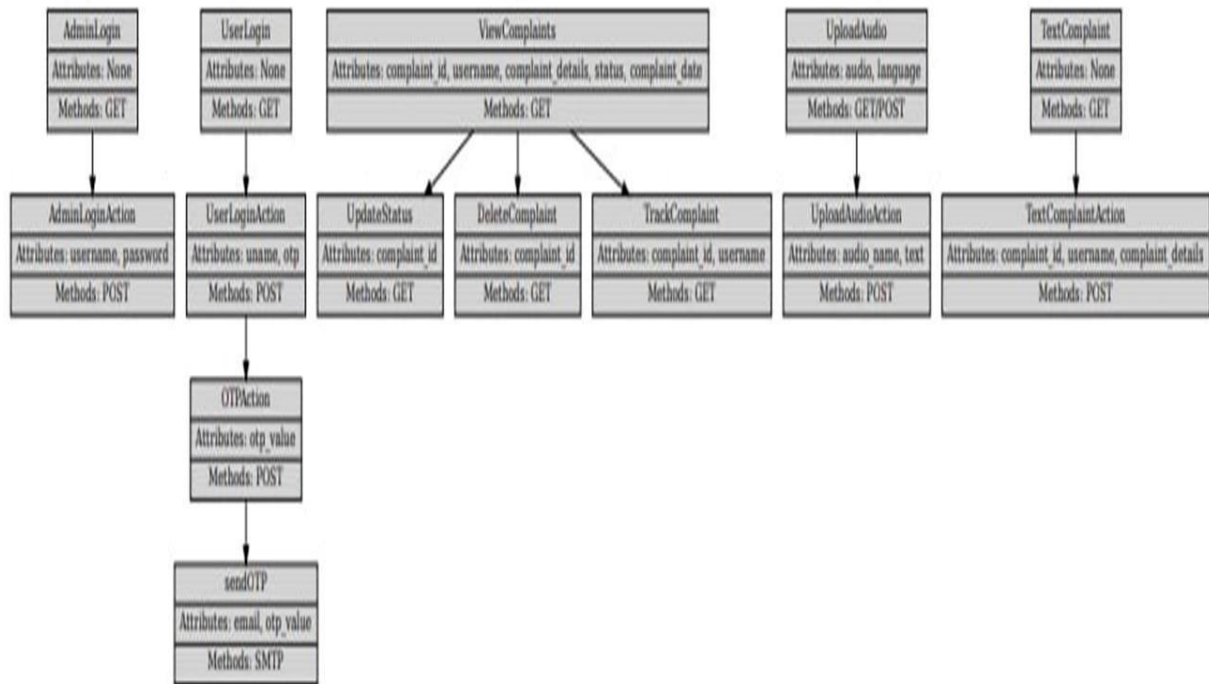 AdminLogin
Attributes: None
Methods: GET
UserLogin
Attributes: None
Methods: GET
ViewComplaints
Attributes: complaint_id, username, complaint_details, status, complaint_date
Methods: GET
UploadAudio
Attributes: audio, language
Methods: GET/POST
TextComplaint
Attributes: None
Methods: GET
AdminLoginAction
Attributes: username, password
Methods: POST
UserLoginAction
Attributes: uname, otp
Methods: POST
UpdateStatus
Attributes: complaint_id
Methods: GET
DeleteComplaint
Attributes: complaint_id
Methods: GET
TrackComplaint
Attributes: complaint_id, username
Methods: GET
UploadAudioAction
Attributes: audio_name, text
Methods: POST
TextComplaintAction
Attributes: complaint_id, username, complaint_details
Methods: POST
OTPAction
Attributes: otp_value
Methods: POST
sendOTP
Attributes: email, otp_value
Methods: SMTP